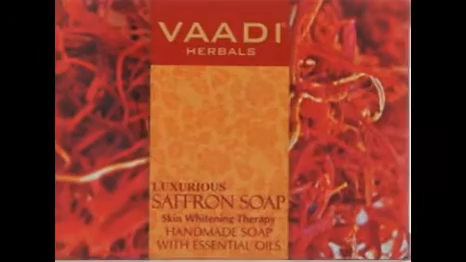 VAADI
HERBALS
LUXURIOUS
SAFFRON SOAP
Skin Whitening Therapy
HANDMADE SOAP
WITH ESSENTIAL OILS